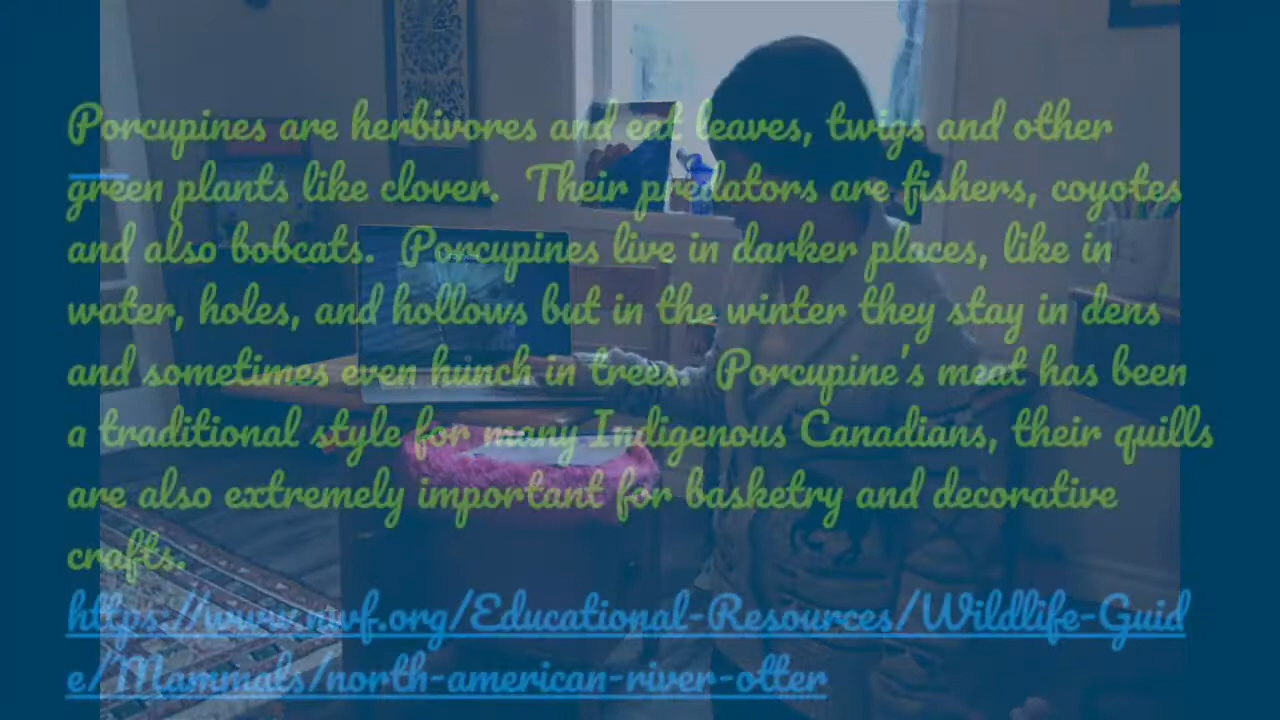 Porcupines are herbivores and eat leaves, twigs and other
green plants like clover. Their predators are fishers, coyotes
and also bobcats. Porcupines live in darker places, like in
water, holes, and hollows but in the winter they stay in dens
and sometimes even hunch in trees. Porcupine's meat has been
a traditional style for many Indigenous Canadians, their quills
are also extremely important for basketry and decorative
crafts.
https://www.nwf.org/Educational-Resources/Wildlife-Guid
e/Mammals/north-american-river-otter